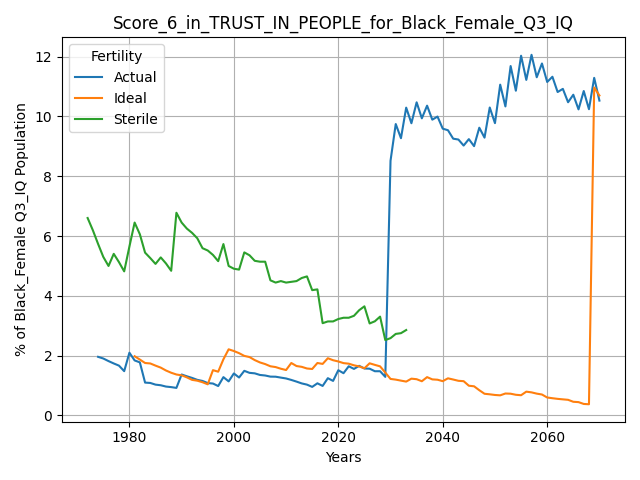 Score_6_in_TRUST_IN_PEOPLE_for_Black_Female_Q3_IQ
Fertility
Actual
Ideal
Sterile
% of Black_Female Q3_IQ Population
12
10
8
6
4
2
0
1980
2000
2020
2040
2060
Years